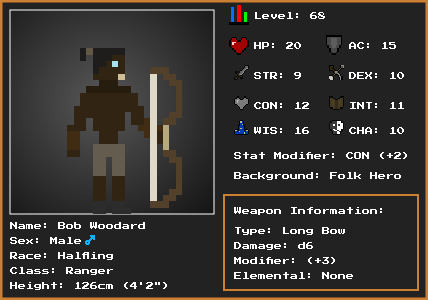 Level: 68
HP: 20 AC: 15
STR: 9 DEX: 10
CON: 12 INT: 11
WIS: 16 CHA: 10
Stat Modifier: CON (+2)
Background: Folk Hero
Name: Bob Woodard
Sex: Male ♂
Race: Halfling
Class: Ranger
Height: 126cm (4'2")
Weapon Information:
Type: Long Bow
Damage: d6
Modifier: (+3)
Elemental: None